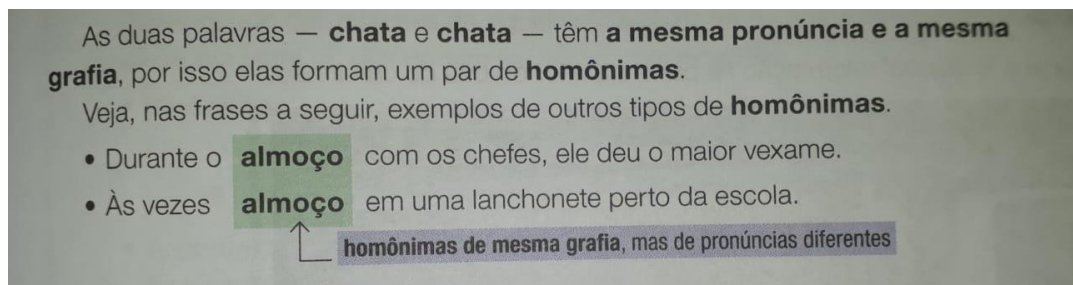 As duas palavras — chata e chata — têm a mesma pronúncia e a mesma
grafia, por isso elas formam um par de homônimas.
Veja, nas frases a seguir, exemplos de outros tipos de homônimas.
• Durante o almoço com os chefes, ele deu o maior vexame.
• Às vezes almoço em uma lanchonete perto da escola.
homônimas de mesma grafia, mas de pronúncias diferentes